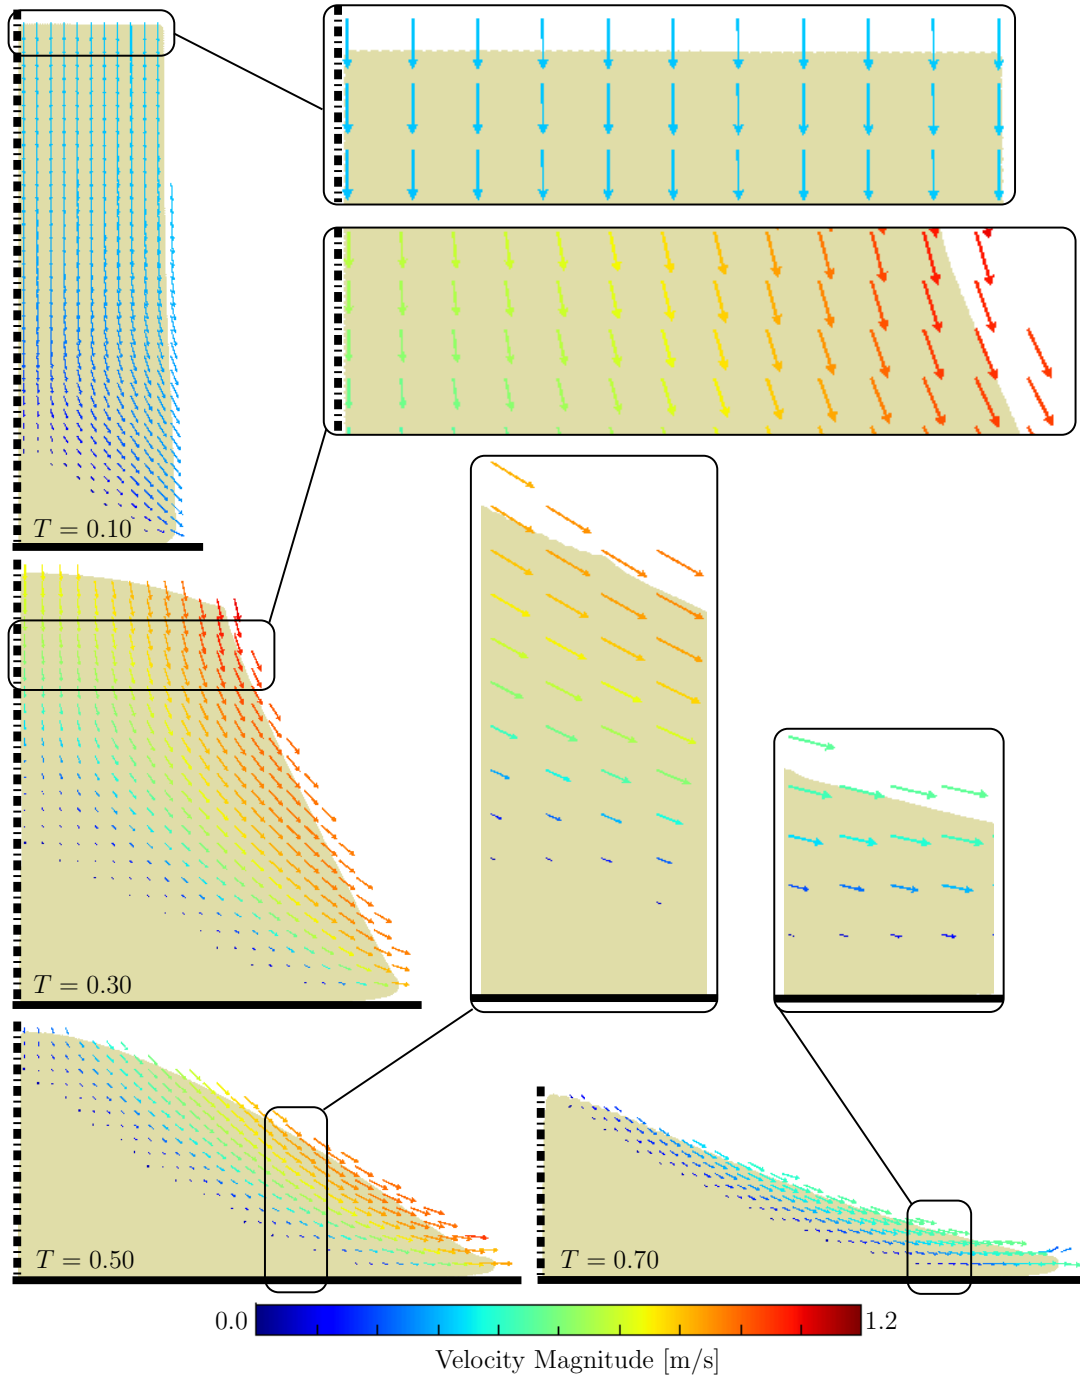 T = 0.10
T = 0.30
T = 0.50
T = 0.70
0.0
1.2
Velocity Magnitude [m/s]